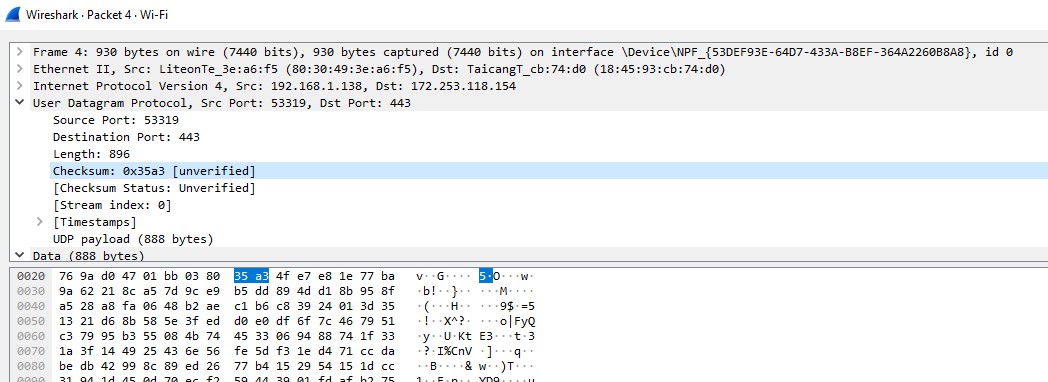 Wireshark · Packet 4 · Wi-Fi
Frame 4: 930 bytes on wire (7440 bits), 930 bytes captured (7440 bits) on interface \Device\NPF_{53DEF93E-64D7-433A-B8EF-364A2260B8A8}, id 0
Ethernet II, Src: LiteonTe_3e:a6:f5 (80:30:49:3e:a6:f5), Dst: TaicangT_cb:74:d0 (18:45:93:cb:74:d0)
Internet Protocol Version 4, Src: 192.168.1.138, Dst: 172.253.118.154
User Datagram Protocol, Src Port: 53319, Dst Port: 443
Source Port: 53319
Destination Port: 443
Length: 896
Checksum: 0x35a3 [unverified]
[Checksum Status: Unverified]
[Stream index: 0]
[Timestamps]
UDP payload (888 bytes)
Data (888 bytes)
0020 76 9a d0 47 01 bb 03 80 35 a3 4f e7 e8 1e 77 ba v··G···· 5·O···w·
0030 9a 62 21 8c a5 7d 9c e9 b5 dd 89 4d d1 8b 95 8f ·b!··}·· ···M····
0040 a5 28 a8 fa 06 48 b2 ae c1 b6 c8 39 24 01 3d 35 ·(···H·· ···9$·=5
0050 13 21 d6 8b 58 5e 3f ed d0 e0 df 6f 7c 46 79 51 ·!··X^?· ···o|FyQ
0060 c3 79 95 b3 55 08 4b 74 45 33 06 94 88 74 1f 33 ·y··U·Kt E3···t·3
0070 1a 3f 14 49 25 43 6e 56 fe 5d f3 1e d4 71 cc da ·?·I%CnV ·]···q··
0080 be db 42 99 8c 89 ed 26 77 b4 15 29 54 15 1d cc ··B····& w··)T···
0090 31 94 1d 45 0d 70 ec f2 59 44 39 01 fd af b2 75